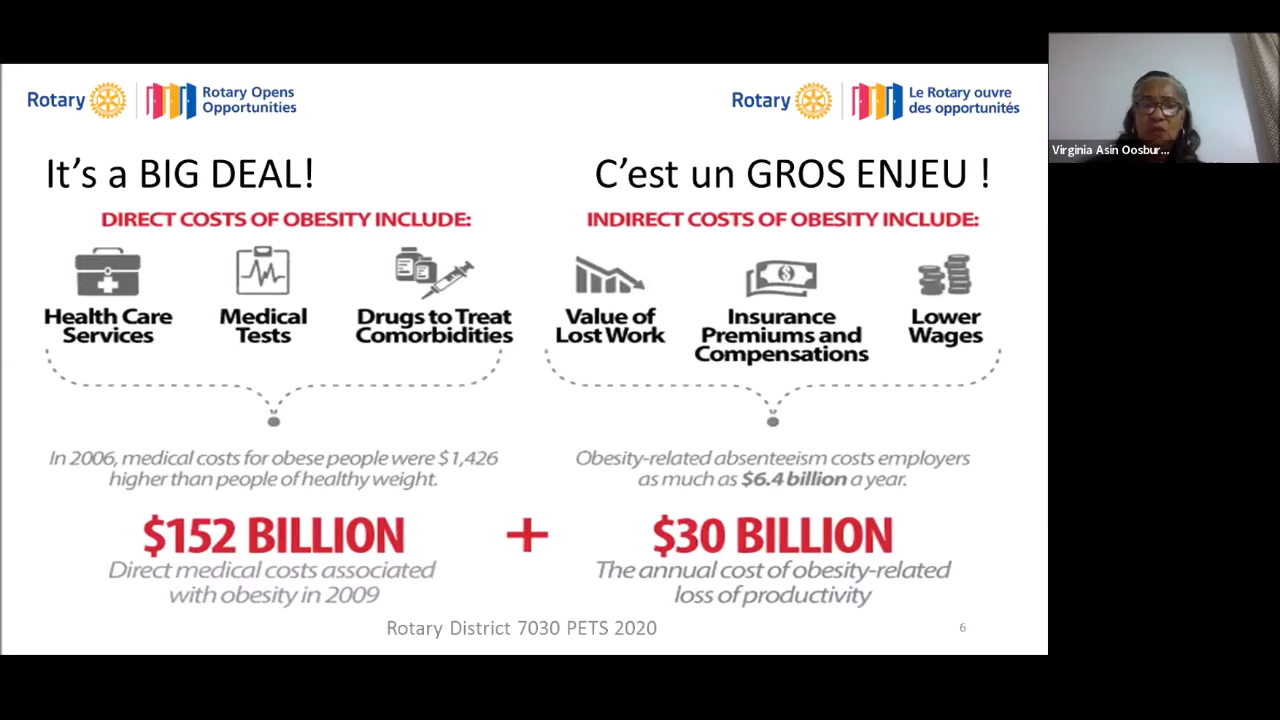 Rotary
Rotary Opens
Opportunities
Rotary
Le Rotary ouvre
des opportunités
Virginia Asin Oosbur...
It's a BIG DEAL!
C'est un GROS ENJEU !
DIRECT COSTS OF OBESITY INCLUDE:
Health Care
Services
Medical
Tests
Drugs to Treat
Comorbidities
In 2006, medical costs for obese people were $1,426
higher than people of healthy weight.
$152 BILLION
Direct medical costs associated
with obesity in 2009
+
INDIRECT COSTS OF OBESITY INCLUDE:
Value of
Lost Work
Insurance
Premiums and
Compensations
Lower
Wages
Obesity-related absenteeism costs employers
as much as $6.4 billion a year.
$30 BILLION
The annual cost of obesity-related
loss of productivity
Rotary District 7030 PETS 2020
6